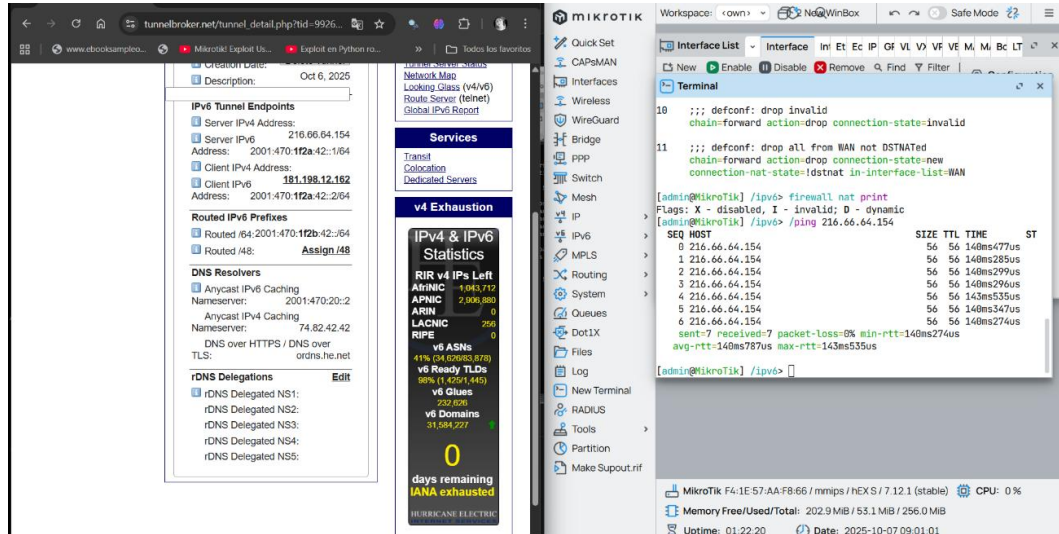 tunnelbroker.net/tunnel_detail.php?tid=9926...
www.ebooksampleo...
Mikrotik! Exploit Us...
Exploit en Python ro...
»
Todos los favoritos
Creation Date:
Description:
Oct 6, 2025
IPv6 Tunnel Endpoints
Server IPv4 Address:
Server IPv6
216.66.64.154
Address: 2001:470:1f2a:42::1/64
Client IPv4 Address:
Client IPv6
181.198.12.162
Address: 2001:470:1f2a:42::2/64
Routed IPv6 Prefixes
Routed /64: 2001:470:1f2b:42::/64
Routed /48: Assign /48
DNS Resolvers
Anycast IPv6 Caching
Nameserver: 2001:470:20::2
Anycast IPv4 Caching
Nameserver: 74.82.42.42
DNS over HTTPS / DNS over
TLS: ordns.he.net
rDNS Delegations Edit
rDNS Delegated NS1:
rDNS Delegated NS2:
rDNS Delegated NS3:
rDNS Delegated NS4:
rDNS Delegated NS5:
Tunnel Server Status
Network Map
Looking Glass (v4/v6)
Route Server (telnet)
Global IPv6 Report
Services
Transit
Colocation
Dedicated Servers
v4 Exhaustion
IPv4 & IPv6
Statistics
RIR v4 IPs Left
AfriNIC 1,043,712
APNIC 2,906,880
ARIN 0
LACNIC 256
RIPE 0
v6 ASNs
41% (34,626/83,878)
v6 Ready TLDs
98% (1,425/1,445)
v6 Glues
232,626
v6 Domains
31,584,227
0
days remaining
IANA exhausted
HURRICANE ELECTRIC
INTERNET SERVICES
MikroTik
Quick Set
CAPsMAN
Interfaces
Wireless
WireGuard
Bridge
PPP
Switch
Mesh
IP
IPv6
MPLS
Routing
System
Queues
Dot1X
Files
Log
New Terminal
RADIUS
Tools
Partition
Make Supout.rif
Workspace: <own>
WinBox
Safe Mode
Interface List
Interface Int Et Ec IP GF VL VX VF VE M M Bc LT
New Enable Disable Remove Find Filter
Terminal
10 ;;; defconf: drop invalid
chain=forward action=drop connection-state=invalid
11 ;;; defconf: drop all from WAN not DSTNATed
chain=forward action=drop connection-state=new
connection-nat-state=!dstnat in-interface-list=WAN
[admin@MikroTik] /ipv6> firewall nat print
Flags: X - disabled, I - invalid; D - dynamic
[admin@MikroTik] /ipv6> /ping 216.66.64.154
SEQ HOST SIZE TTL TIME ST
0 216.66.64.154 56 56 140ms477us
1 216.66.64.154 56 56 140ms285us
2 216.66.64.154 56 56 140ms299us
3 216.66.64.154 56 56 140ms296us
4 216.66.64.154 56 56 143ms535us
5 216.66.64.154 56 56 140ms347us
6 216.66.64.154 56 56 140ms274us
sent=7 received=7 packet-loss=0% min-rtt=140ms274us
avg-rtt=140ms787us max-rtt=143ms535us
[admin@MikroTik] /ipv6>
MikroTik F4:1E:57:AA:F8:66 / mmips / hEX S / 7.12.1 (stable) CPU: 0 %
Memory Free/Used/Total: 202.9 MiB / 53.1 MiB / 256.0 MiB
Uptime: 01:22:20 Date: 2025-10-07 09:01:01